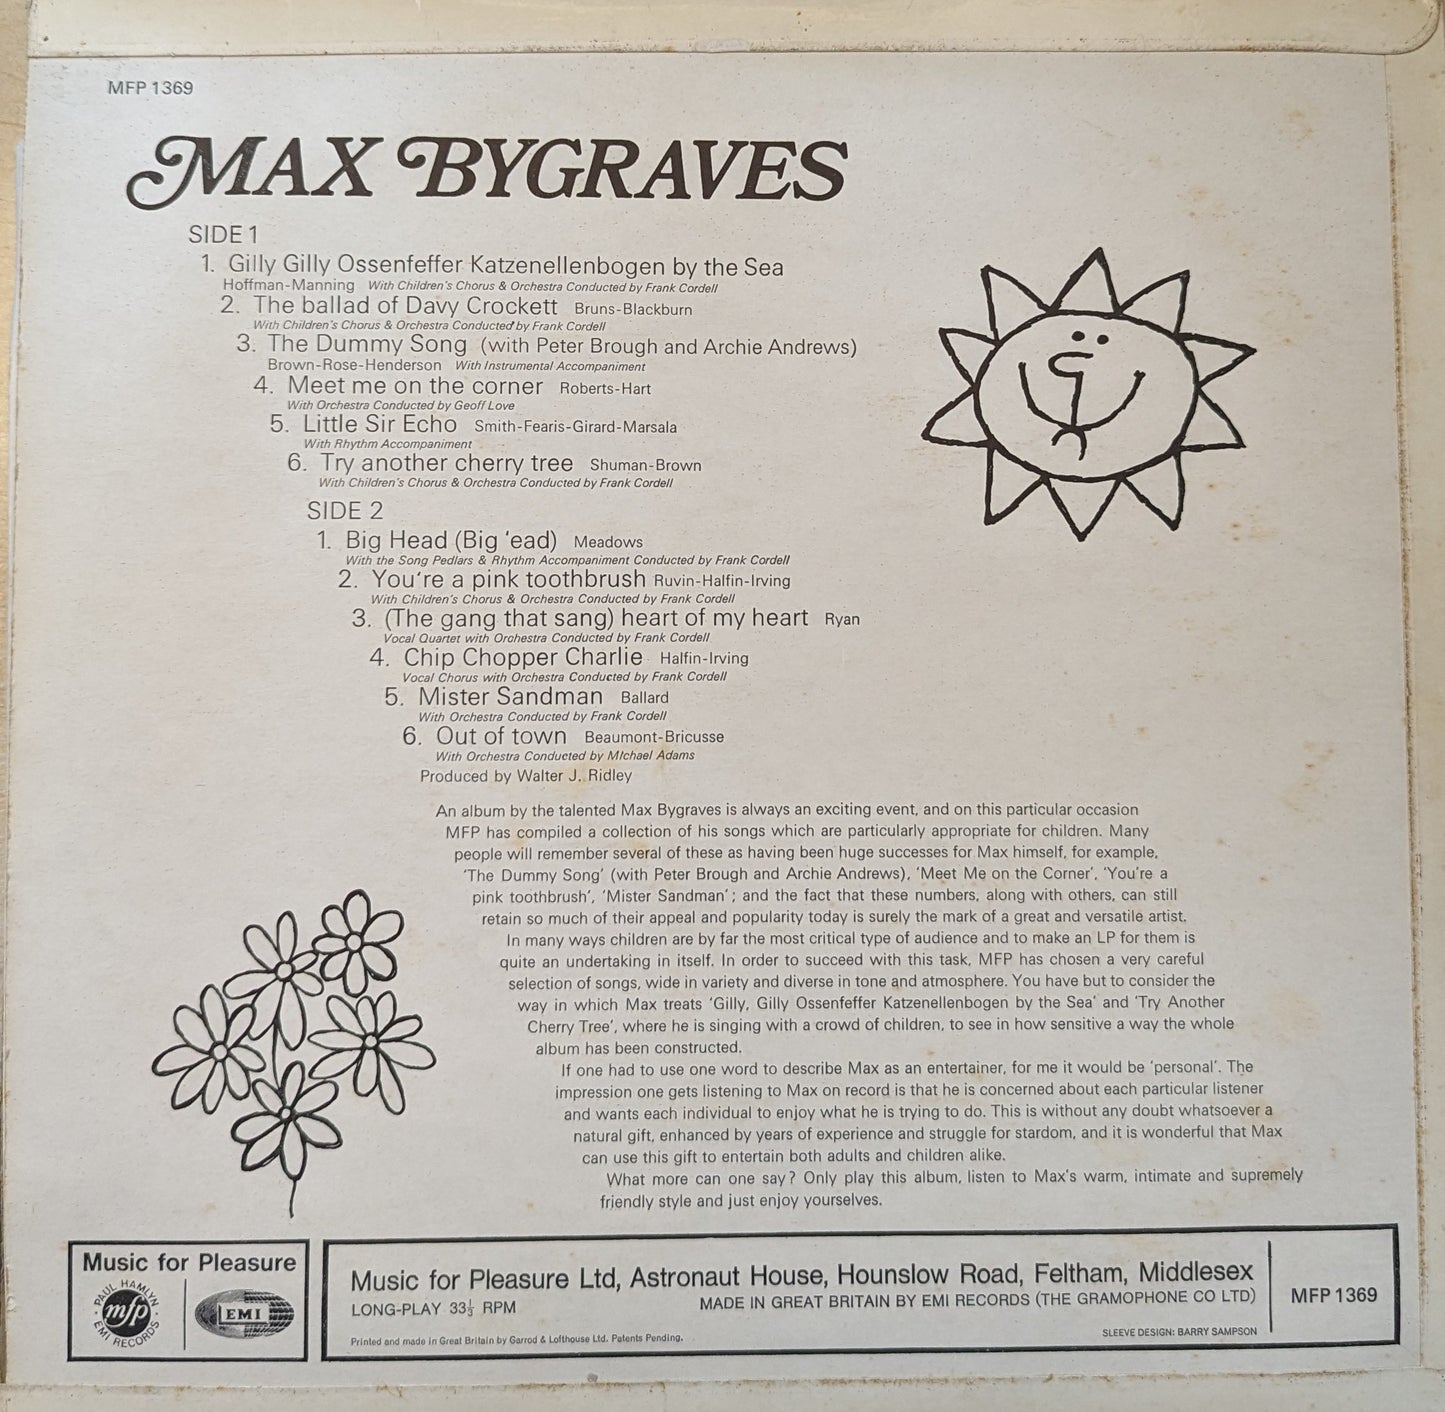 MFP 1369
MAX BYGRAVES
SIDE 1
1. Gilly Gilly Ossenfeffer Katzenellenbogen by the Sea
Hoffman-Manning With Children's Chorus & Orchestra Conducted by Frank Cordell
2. The ballad of Davy Crockett Bruns-Blackburn
With Children's Chorus & Orchestra Conducted by Frank Cordell
3. The Dummy Song (with Peter Brough and Archie Andrews)
Brown-Rose-Henderson With Instrumental Accompaniment
4. Meet me on the corner Roberts-Hart
With Orchestra Conducted by Geoff Love
5. Little Sir Echo Smith-Fearis-Girard-Marsala
With Rhythm Accompaniment
6. Try another cherry tree Shuman-Brown
With Children's Chorus & Orchestra Conducted by Frank Cordell
SIDE 2
1. Big Head (Big 'ead) Meadows
With the Song Pedlars & Rhythm Accompaniment Conducted by Frank Cordell
2. You're a pink toothbrush Ruvin-Halfin-Irving
With Children's Chorus & Orchestra Conducted by Frank Cordell
3. (The gang that sang) heart of my heart Ryan
Vocal Quartet with Orchestra Conducted by Frank Cordell
4. Chip Chopper Charlie Halfin-Irving
Vocal Chorus with Orchestra Conducted by Frank Cordell
5. Mister Sandman Ballard
With Orchestra Conducted by Frank Cordell
6. Out of town Beaumont-Bricusse
With Orchestra Conducted by MIchael Adams
Produced by Walter J. Ridley
An album by the talented Max Bygraves is always an exciting event, and on this particular occasion
MFP has compiled a collection of his songs which are particularly appropriate for children. Many
people will remember several of these as having been huge successes for Max himself, for example,
'The Dummy Song' (with Peter Brough and Archie Andrews), 'Meet Me on the Corner', 'You're a
pink toothbrush', 'Mister Sandman'; and the fact that these numbers, along with others, can still
retain so much of their appeal and popularity today is surely the mark of a great and versatile artist.
In many ways children are by far the most critical type of audience and to make an LP for them is
quite an undertaking in itself. In order to succeed with this task, MFP has chosen a very careful
selection of songs, wide in variety and diverse in tone and atmosphere. You have but to consider the
way in which Max treats 'Gilly, Gilly Ossenfeffer Katzenellenbogen by the Sea' and 'Try Another
Cherry Tree', where he is singing with a crowd of children, to see in how sensitive a way the whole
album has been constructed.
If one had to use one word to describe Max as an entertainer, for me it would be 'personal'. The
impression one gets listening to Max on record is that he is concerned about each particular listener
and wants each individual to enjoy what he is trying to do. This is without any doubt whatsoever a
natural gift, enhanced by years of experience and struggle for stardom, and it is wonderful that Max
can use this gift to entertain both adults and children alike.
What more can one say? Only play this album, listen to Max's warm, intimate and supremely
friendly style and just enjoy yourselves.
Music for Pleasure
PAUL HAMLYN · EMI RECORDS
mfp
EMI
Music for Pleasure Ltd, Astronaut House, Hounslow Road, Feltham, Middlesex
LONG-PLAY 33⅓ RPM
MADE IN GREAT BRITAIN BY EMI RECORDS (THE GRAMOPHONE CO LTD)
Printed and made in Great Britain by Garrod & Lofthouse Ltd. Patents Pending.
SLEEVE DESIGN: BARRY SAMPSON
MFP 1369